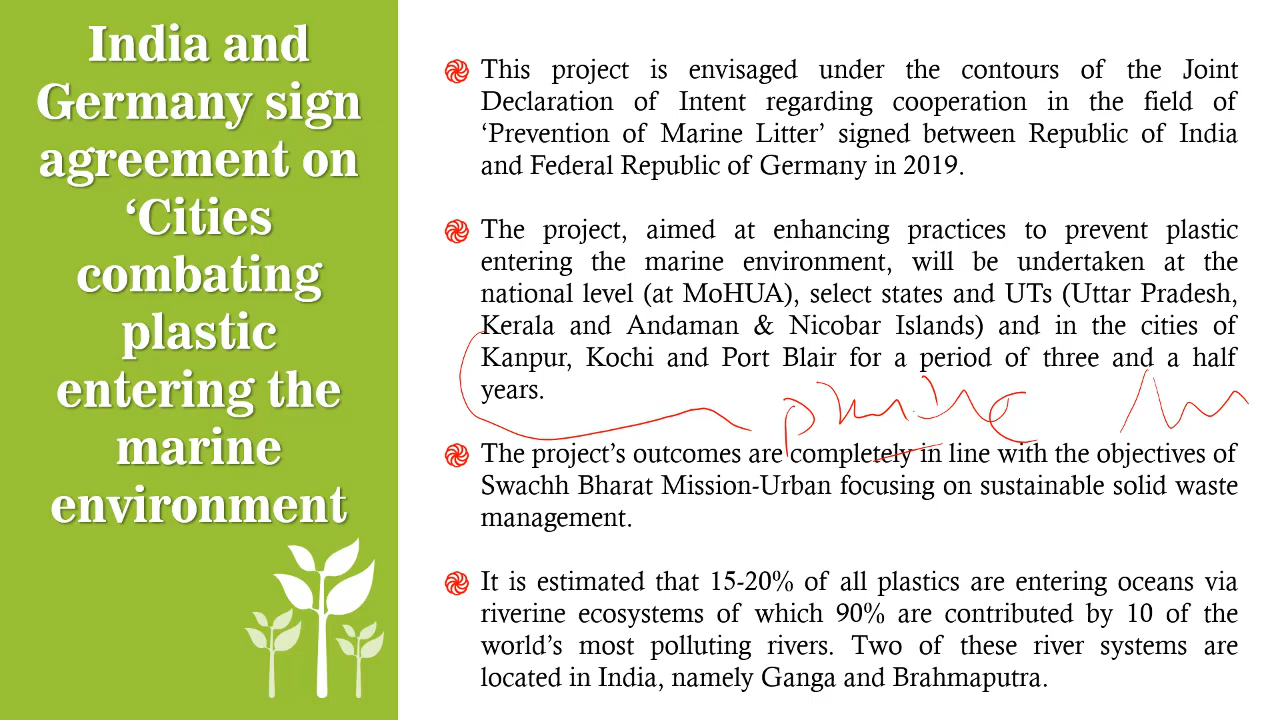 India and
Germany sign
agreement on
‘Cities
combating
plastic
entering the
marine
environment
This project is envisaged under the contours of the Joint
Declaration of Intent regarding cooperation in the field of
‘Prevention of Marine Litter’ signed between Republic of India
and Federal Republic of Germany in 2019.
The project, aimed at enhancing practices to prevent plastic
entering the marine environment, will be undertaken at the
national level (at MoHUA), select states and UTs (Uttar Pradesh,
Kerala and Andaman & Nicobar Islands) and in the cities of
Kanpur, Kochi and Port Blair for a period of three and a half
years.
The project’s outcomes are completely in line with the objectives of
Swachh Bharat Mission-Urban focusing on sustainable solid waste
management.
It is estimated that 15-20% of all plastics are entering oceans via
riverine ecosystems of which 90% are contributed by 10 of the
world’s most polluting rivers. Two of these river systems are
located in India, namely Ganga and Brahmaputra.